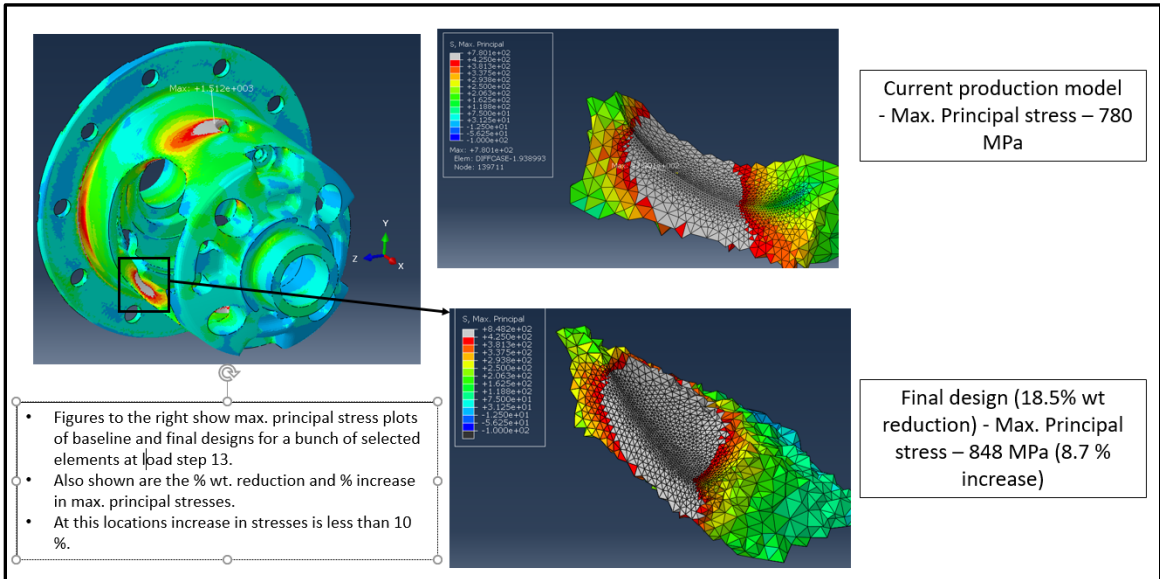 Max: +1.512e+003
Y
Z
X
S, Max. Principal
+7.801e+02
+4.250e+02
+3.813e+02
+3.375e+02
+2.938e+02
+2.500e+02
+2.063e+02
+1.625e+02
+1.188e+02
+7.500e+01
+3.125e+01
-1.250e+01
-5.625e+01
-1.000e+02
Max: +7.801e+02
Elem: DIFFCASE-1.938993
Node: 139711
Current production model
- Max. Principal stress – 780
MPa
S, Max. Principal
+8.482e+02
+4.250e+02
+3.813e+02
+3.375e+02
+2.938e+02
+2.500e+02
+2.063e+02
+1.625e+02
+1.188e+02
+7.500e+01
+3.125e+01
-1.250e+01
-5.625e+01
-1.000e+02
Final design (18.5% wt
reduction) - Max. Principal
stress – 848 MPa (8.7 %
increase)
• Figures to the right show max. principal stress plots
of baseline and final designs for a bunch of selected
elements at load step 13.
• Also shown are the % wt. reduction and % increase
in max. principal stresses.
• At this locations increase in stresses is less than 10
%.